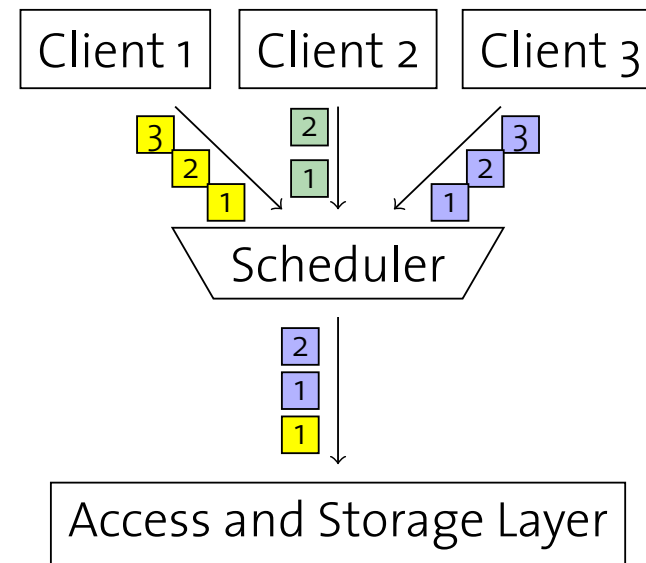 Client 1 Client 2 Client 3
3 2 3
2 1 2
1 1
Scheduler
2
1
1
Access and Storage Layer